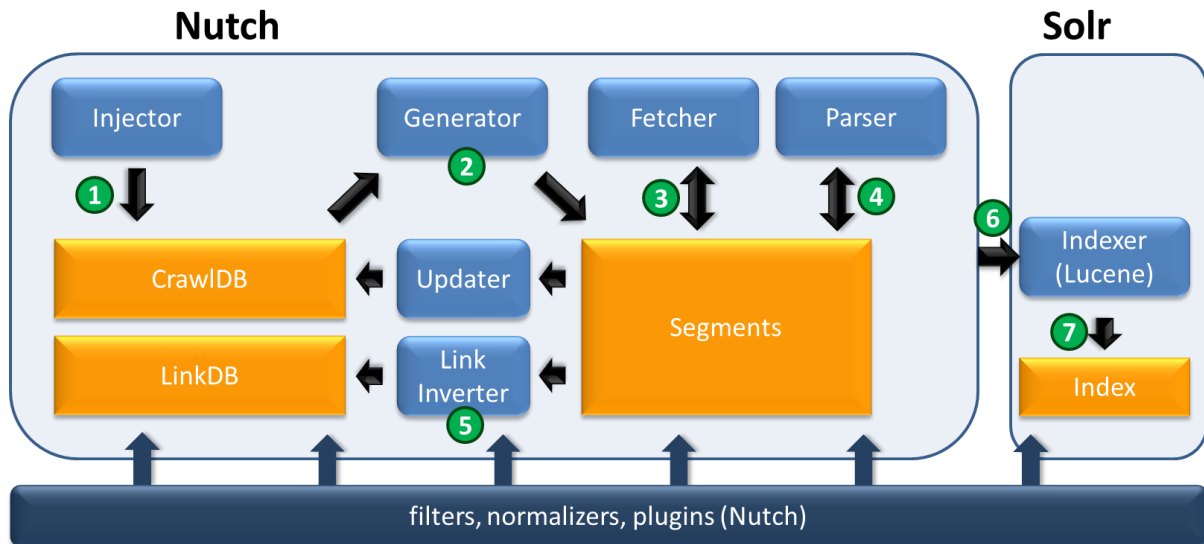 Nutch
Solr
Injector
Generator
Fetcher
Parser
1
2
3
4
6
CrawlDB
Updater
Segments
Indexer
(Lucene)
7
LinkDB
Link
Inverter
5
Index
filters, normalizers, plugins (Nutch)